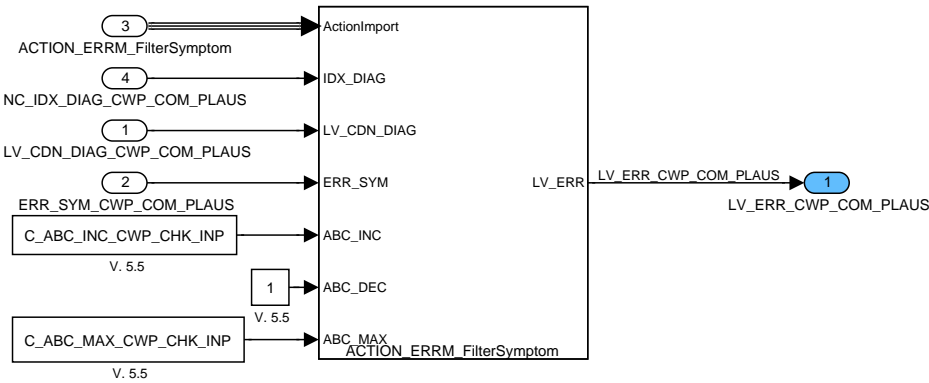 3
ActionImport
ACTION_ERRM_FilterSymptom
4
IDX_DIAG
NC_IDX_DIAG_CWP_COM_PLAUS
1
LV_CDN_DIAG
LV_CDN_DIAG_CWP_COM_PLAUS
2
ERR_SYM
LV_ERR
LV_ERR_CWP_COM_PLAUS
1
ERR_SYM_CWP_COM_PLAUS
LV_ERR_CWP_COM_PLAUS
C_ABC_INC_CWP_CHK_INP
ABC_INC
V. 5.5
1
ABC_DEC
V. 5.5
C_ABC_MAX_CWP_CHK_INP
ABC_MAX
ACTION_ERRM_FilterSymptom
V. 5.5